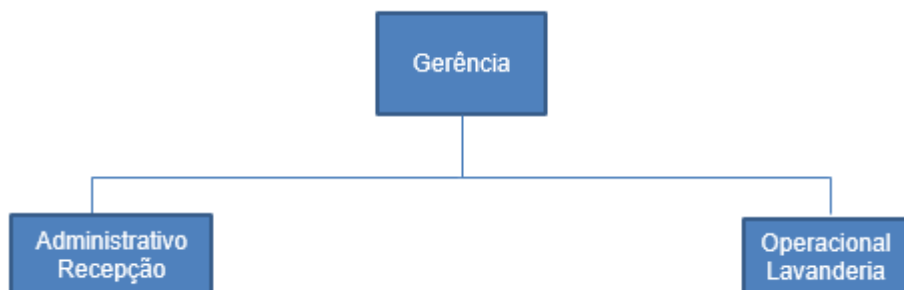 Gerência
Administrativo
Recepção
Operacional
Lavanderia